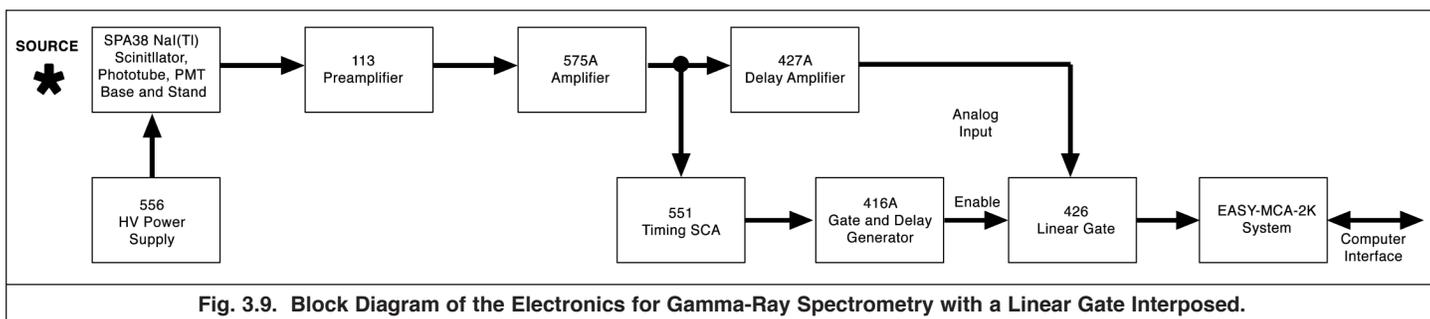 SOURCE
SPA38 NaI(Tl)
Scinitllator,
Phototube, PMT
Base and Stand
113
Preamplifier
575A
Amplifier
427A
Delay Amplifier
Analog
Input
556
HV Power
Supply
551
Timing SCA
416A
Gate and Delay
Generator
Enable
426
Linear Gate
EASY-MCA-2K
System
Computer
Interface
Fig. 3.9. Block Diagram of the Electronics for Gamma-Ray Spectrometry with a Linear Gate Interposed.